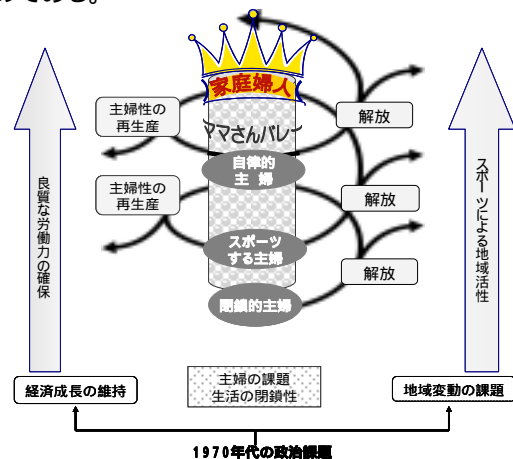 めである。
家庭婦人
ママさんバレー
主婦性の
再生産
解放
自律的
主 婦
主婦性の
再生産
解放
スポーツ
する主婦
解放
閉鎖的主婦
良質な労働力の確保
スポーツによる地域活性
主婦の課題
生活の閉鎖性
経済成長の維持
地域変動の課題
1970年代の政治課題